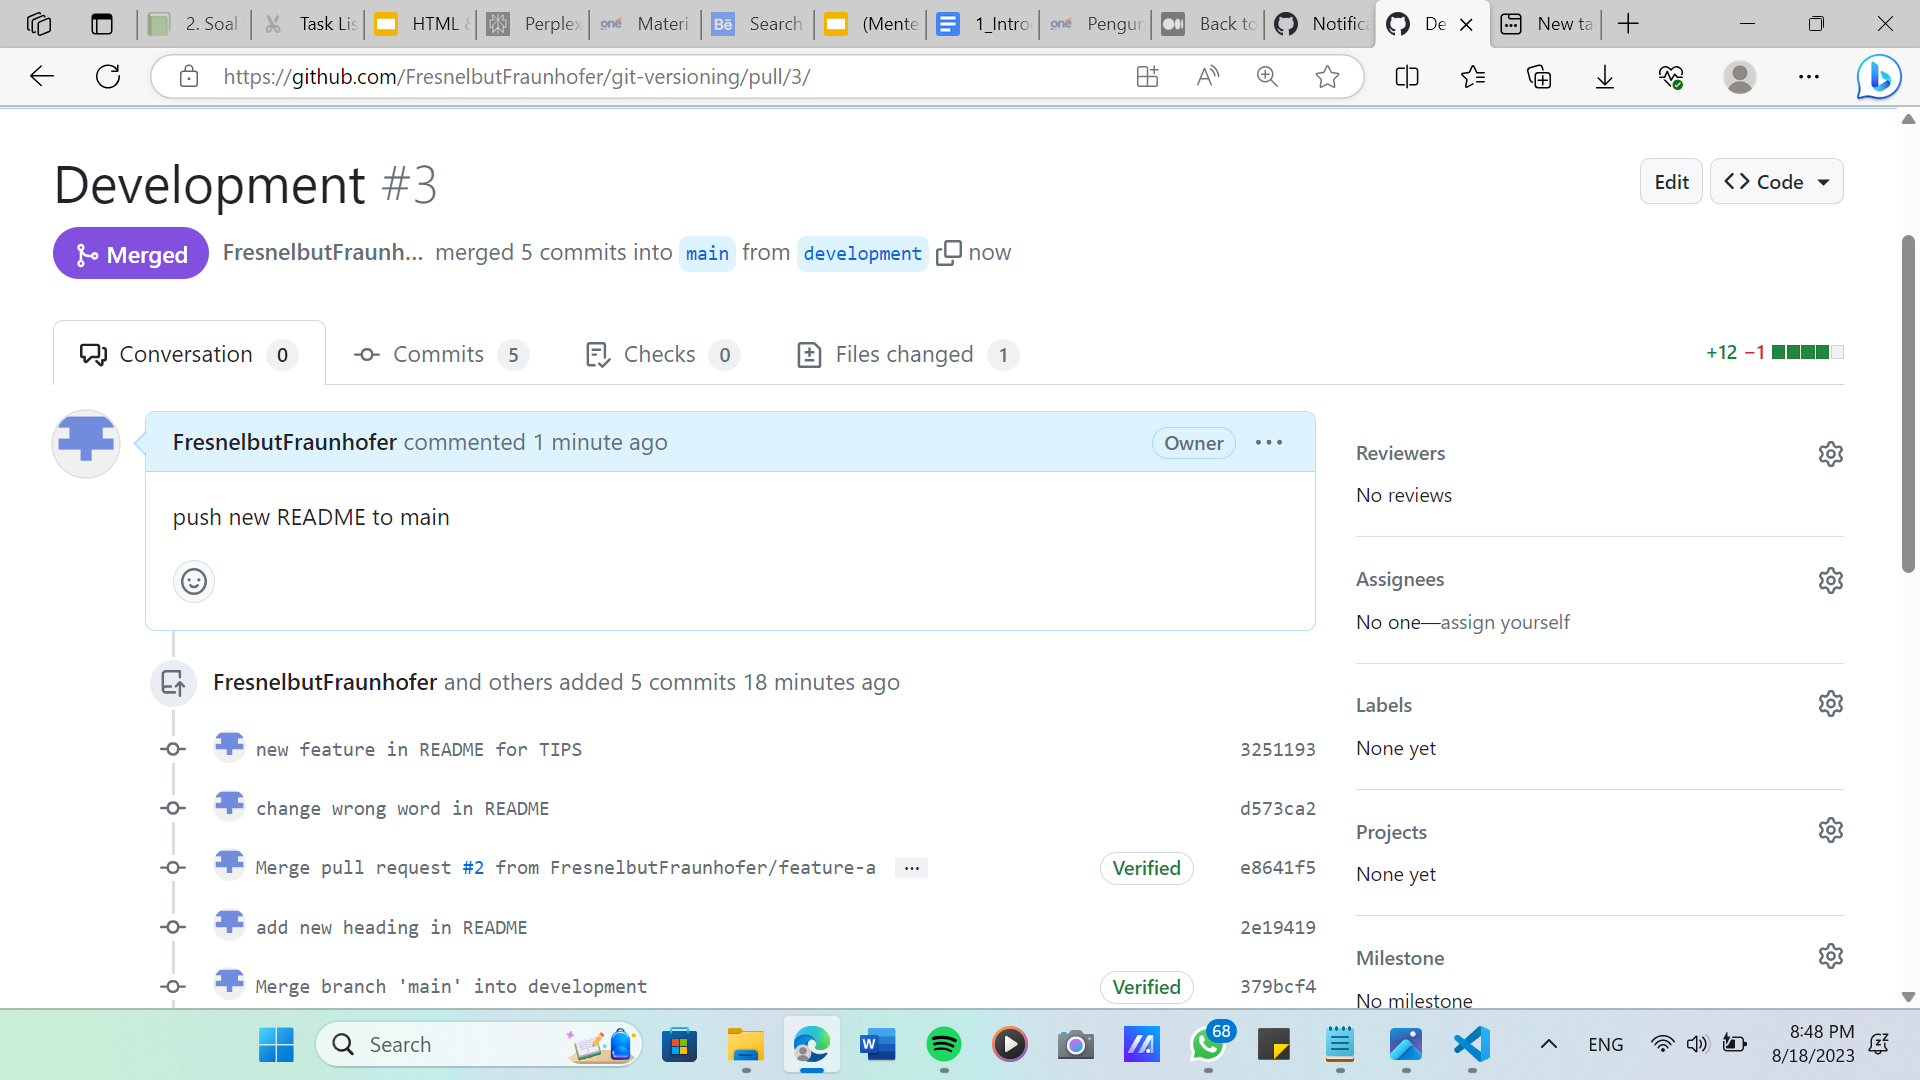 2. Soal
Task Lis
HTML &
Perplex
Materi
Search
(Mente
1_Intro
Pengur
Back to
Notifica
De
New ta
https://github.com/FresnelbutFraunhofer/git-versioning/pull/3/
Development #3
Edit
Code
Merged
FresnelbutFraunh... merged 5 commits into main from development now
Conversation 0
Commits 5
Checks 0
Files changed 1
+12 −1
FresnelbutFraunhofer commented 1 minute ago
Owner
push new README to main
FresnelbutFraunhofer and others added 5 commits 18 minutes ago
new feature in README for TIPS 3251193
change wrong word in README d573ca2
Merge pull request #2 from FresnelbutFraunhofer/feature-a ... Verified e8641f5
add new heading in README 2e19419
Merge branch 'main' into development Verified 379bcf4
Reviewers
No reviews
Assignees
No one—assign yourself
Labels
None yet
Projects
None yet
Milestone
No milestone
Search
68
ENG
8:48 PM
8/18/2023